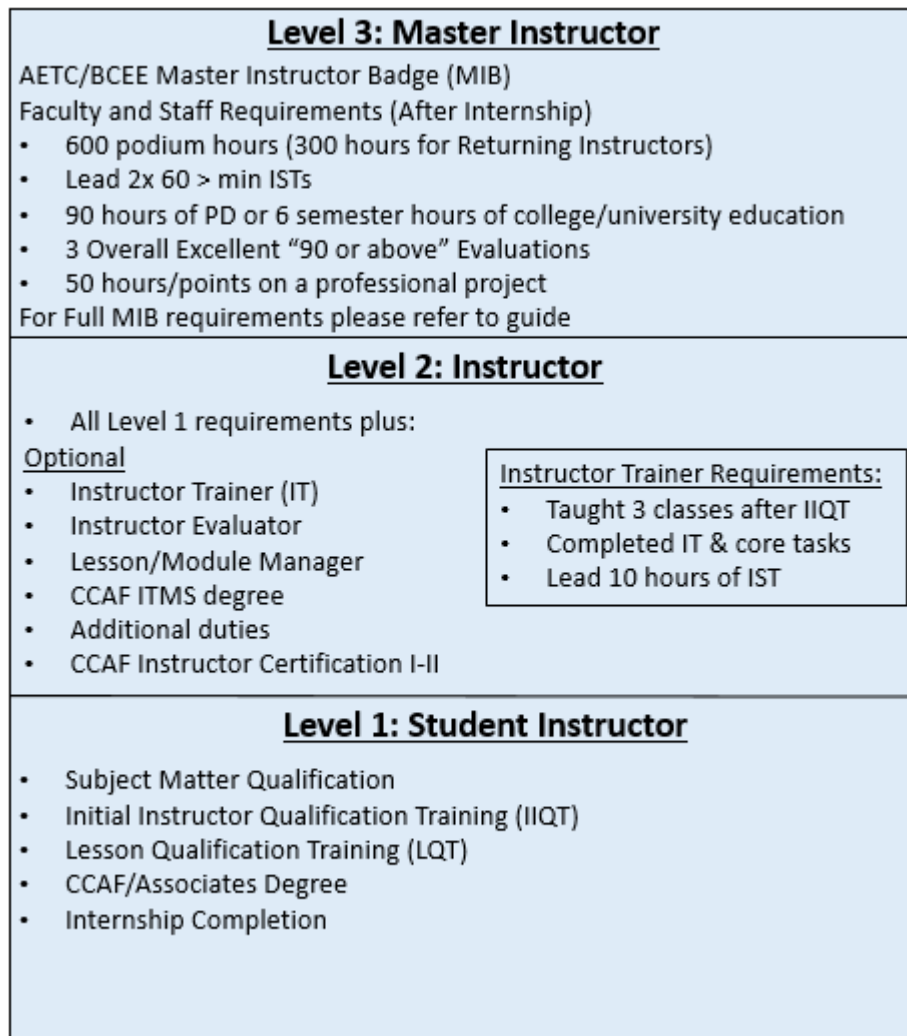 Level 3: Master Instructor
AETC/BCEE Master Instructor Badge (MIB)
Faculty and Staff Requirements (After Internship)
• 600 podium hours (300 hours for Returning Instructors)
• Lead 2x 60 > min ISTs
• 90 hours of PD or 6 semester hours of college/university education
• 3 Overall Excellent “90 or above” Evaluations
• 50 hours/points on a professional project
For Full MIB requirements please refer to guide
Level 2: Instructor
• All Level 1 requirements plus:
Optional
• Instructor Trainer (IT)
• Instructor Evaluator
• Lesson/Module Manager
• CCAF ITMS degree
• Additional duties
• CCAF Instructor Certification I-II
Instructor Trainer Requirements:
• Taught 3 classes after IIQT
• Completed IT & core tasks
• Lead 10 hours of IST
Level 1: Student Instructor
• Subject Matter Qualification
• Initial Instructor Qualification Training (IIQT)
• Lesson Qualification Training (LQT)
• CCAF/Associates Degree
• Internship Completion